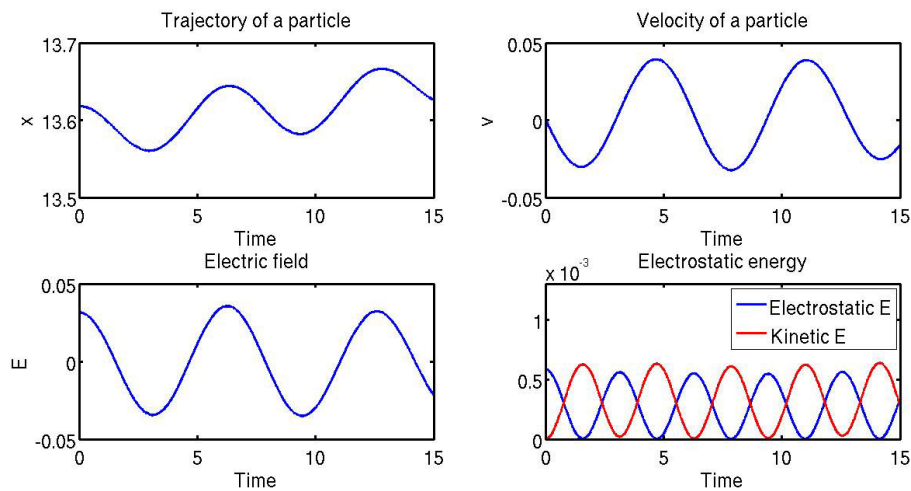 Trajectory of a particle
13.7
13.6
13.5
x
0 5 10 15
Time
Velocity of a particle
0.05
0
-0.05
v
0 5 10 15
Time
Electric field
0.05
0
-0.05
E
0 5 10 15
Time
Electrostatic energy
x 10⁻³
1
0.5
0
Electrostatic E
Kinetic E
0 5 10 15
Time